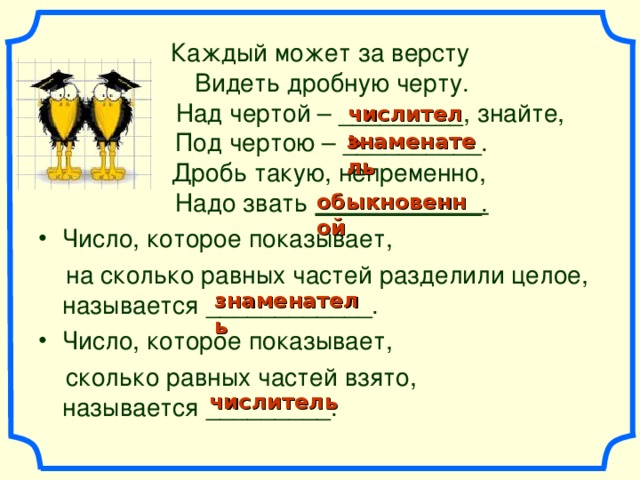 Каждый может за версту
Видеть дробную черту.
Над чертой – числитель, знайте,
Под чертою – знаменатель.
Дробь такую, непременно,
Надо звать обыкновенной.
• Число, которое показывает,
на сколько равных частей разделили целое,
называется знаменатель.
• Число, которое показывает,
сколько равных частей взято,
называется числитель.